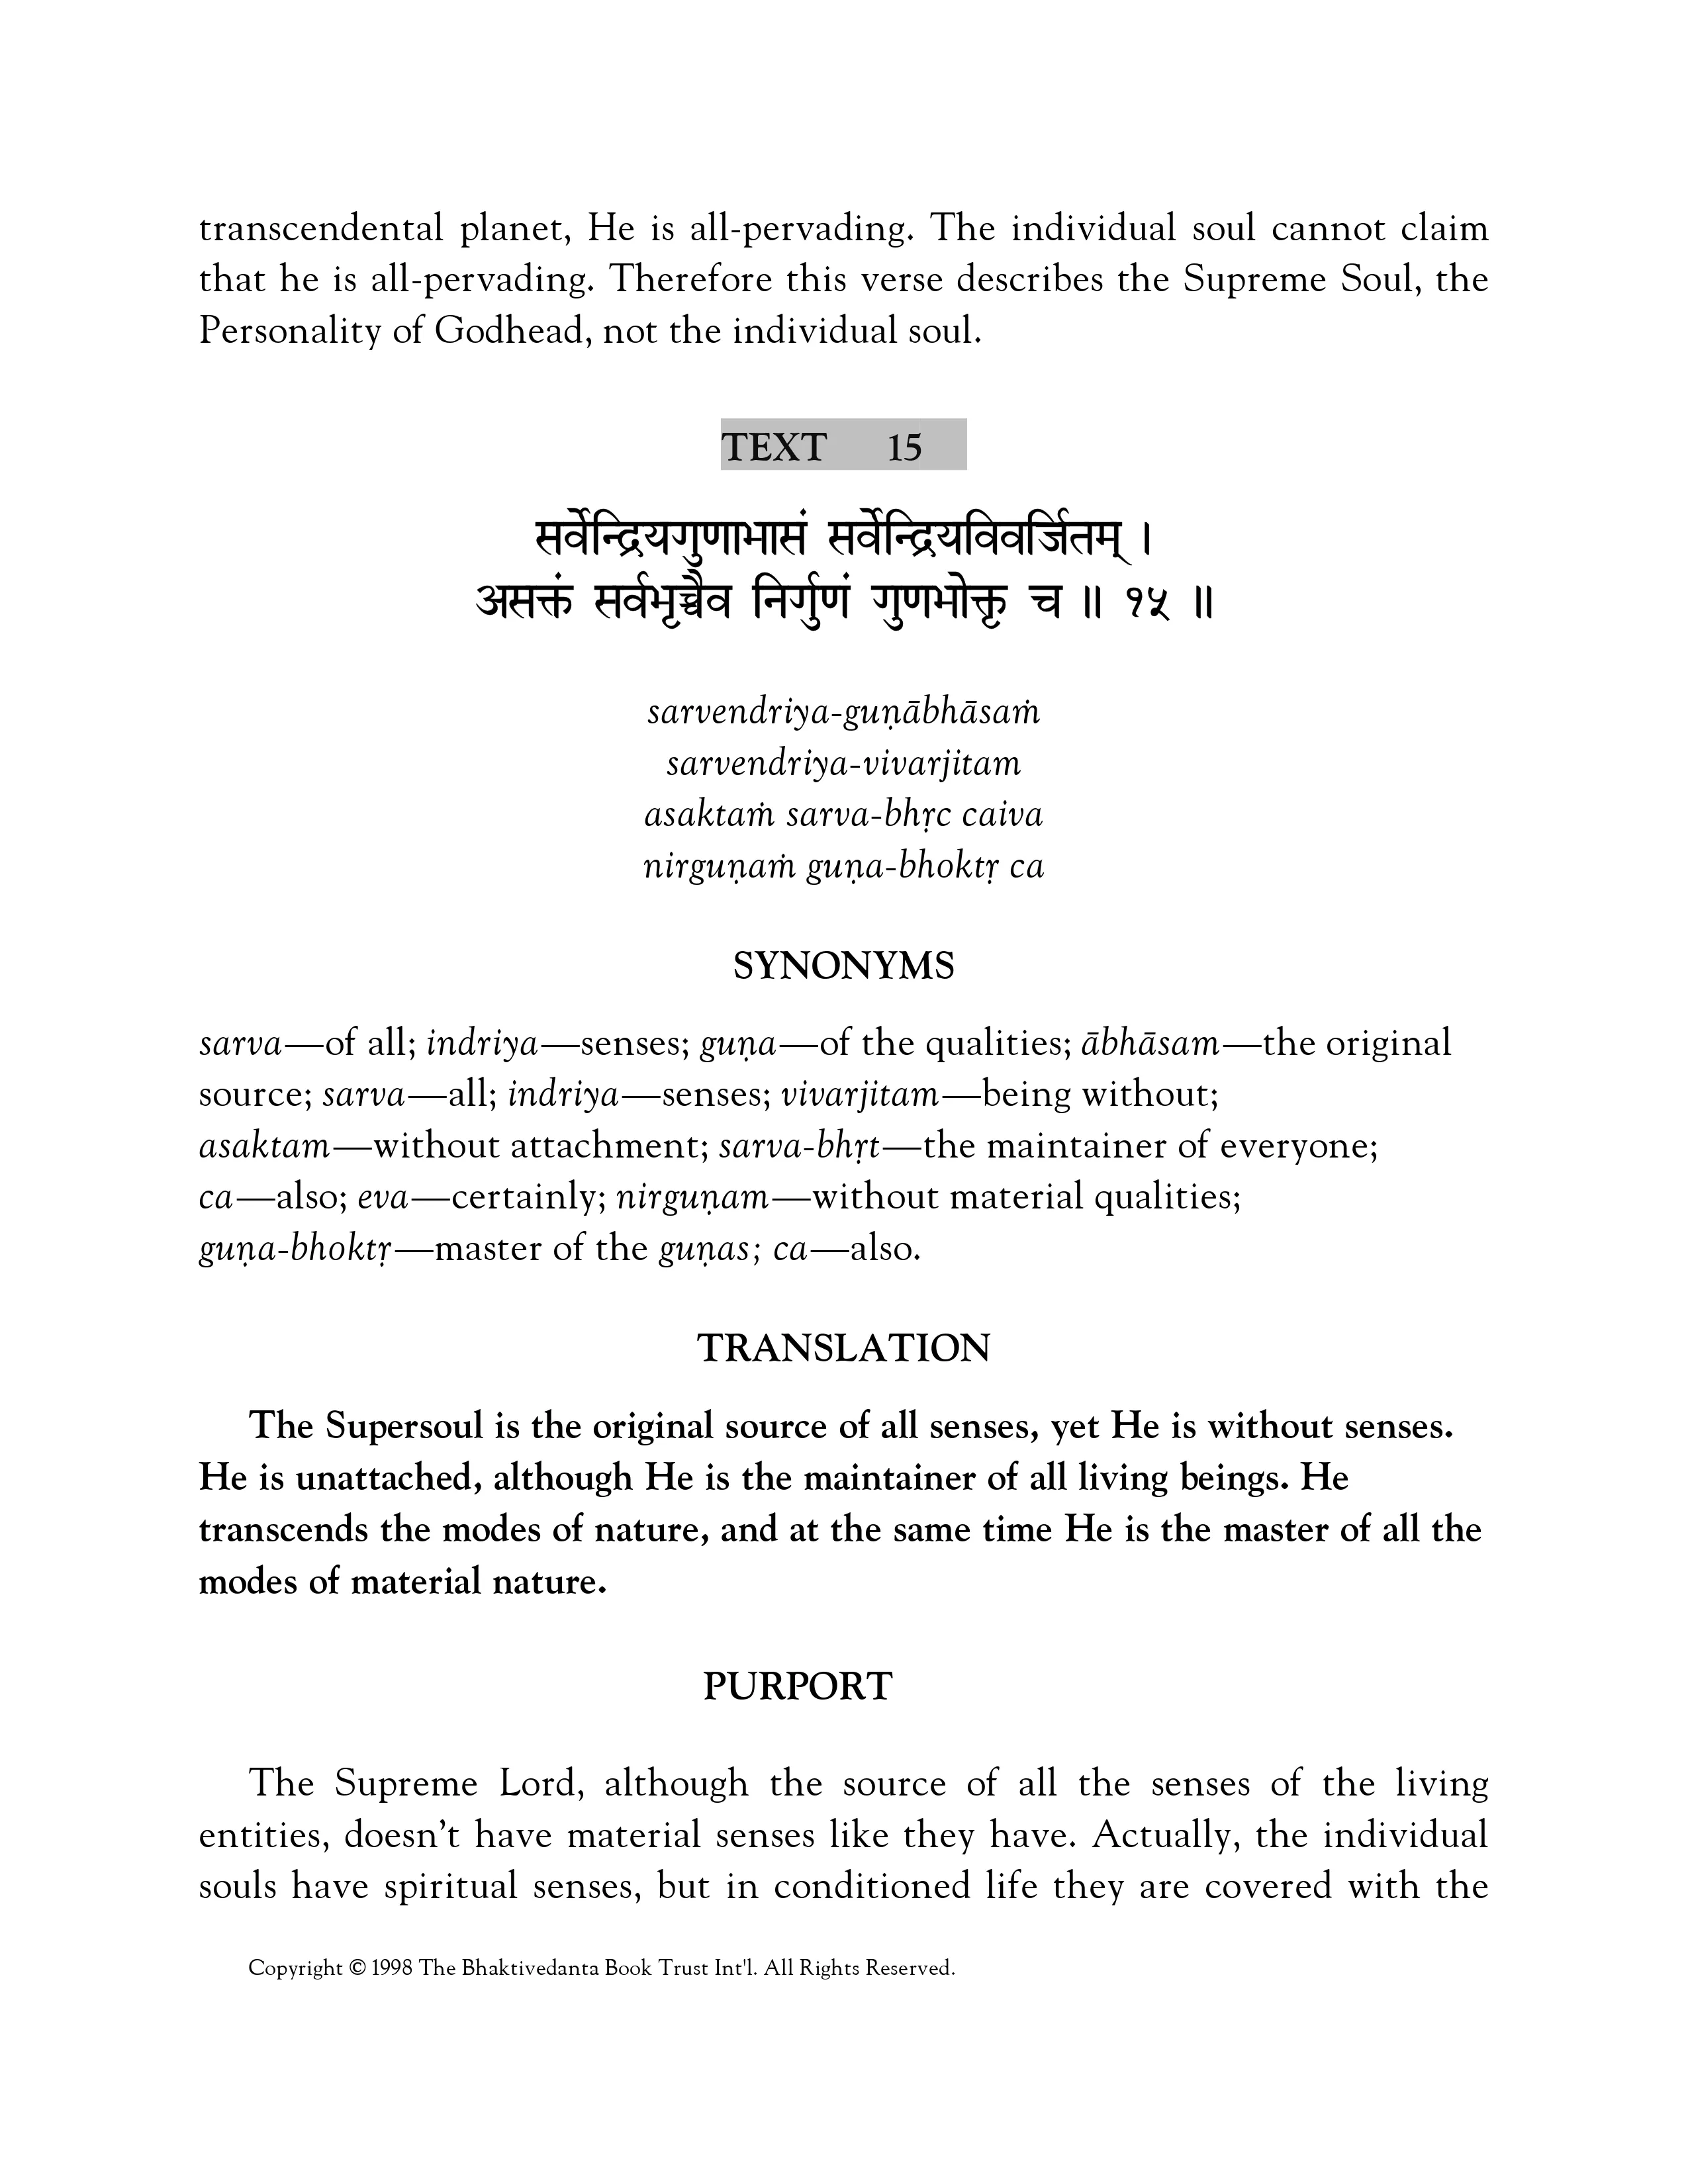 transcendental planet, He is all-pervading. The individual soul cannot claim
that he is all-pervading. Therefore this verse describes the Supreme Soul, the
Personality of Godhead, not the individual soul.
TEXT 15
सर्वेन्द्रियगुणाभासं सर्वेन्द्रियविवर्जितम् ।
असक्तं सर्वभृच्चैव निर्गुणं गुणभोक्तृ च ॥ १५ ॥
sarvendriya-guṇābhāsaṁ
sarvendriya-vivarjitam
asaktaṁ sarva-bhṛc caiva
nirguṇaṁ guṇa-bhoktṛ ca
SYNONYMS
sarva—of all; indriya—senses; guṇa—of the qualities; ābhāsam—the original
source; sarva—all; indriya—senses; vivarjitam—being without;
asaktam—without attachment; sarva-bhṛt—the maintainer of everyone;
ca—also; eva—certainly; nirguṇam—without material qualities;
guṇa-bhoktṛ—master of the guṇas; ca—also.
TRANSLATION
The Supersoul is the original source of all senses, yet He is without senses.
He is unattached, although He is the maintainer of all living beings. He
transcends the modes of nature, and at the same time He is the master of all the
modes of material nature.
PURPORT
The Supreme Lord, although the source of all the senses of the living
entities, doesn't have material senses like they have. Actually, the individual
souls have spiritual senses, but in conditioned life they are covered with the
Copyright © 1998 The Bhaktivedanta Book Trust Int'l. All Rights Reserved.